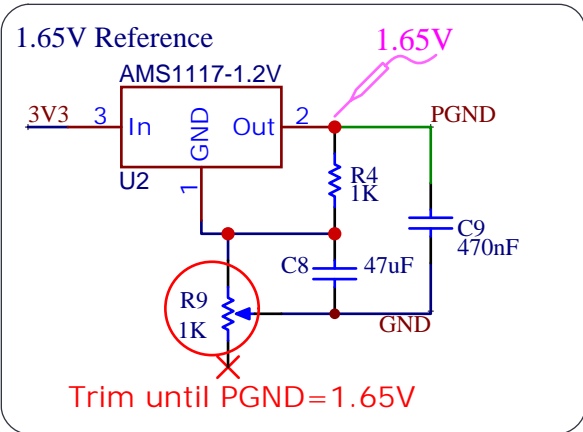 1.65V Reference
1.65V
AMS1117-1.2V
3V3
3
In
GND
Out
2
PGND
U2
1
R4
1K
C9
470nF
C8
47uF
R9
1K
GND
Trim until PGND=1.65V